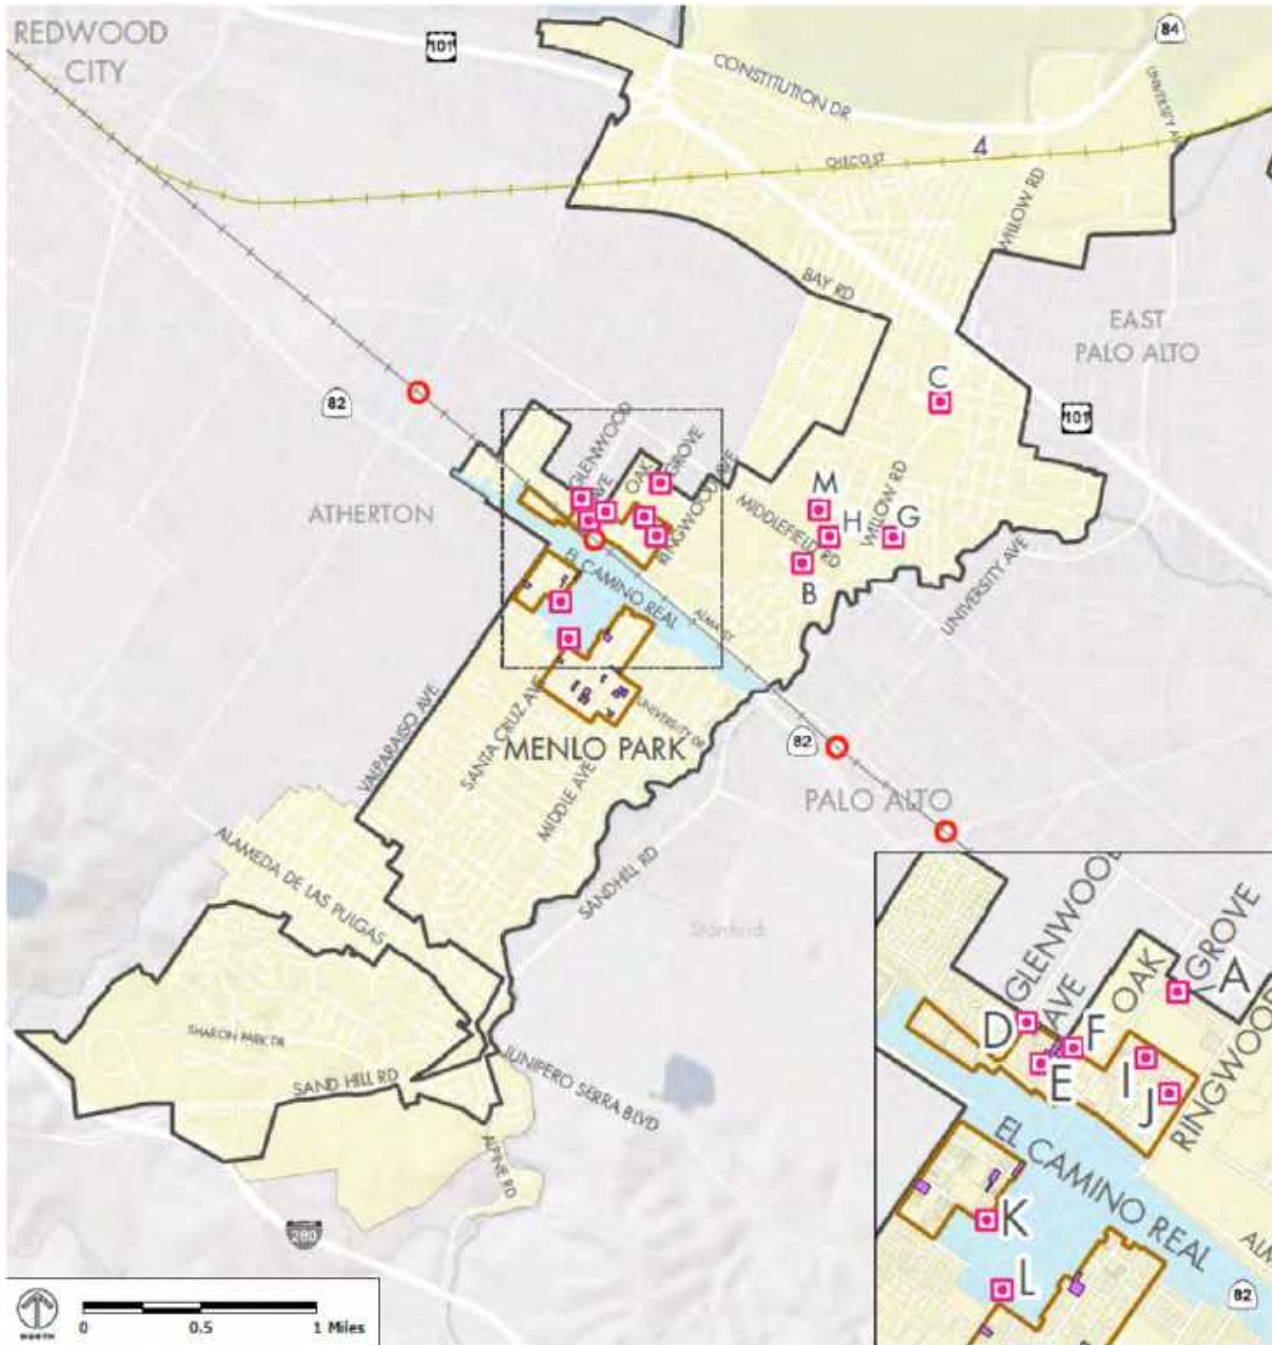 REDWOOD
CITY
101
84
CONSTITUTION DR
UNIVERSITY A
CHILCO ST
4
WILLOW RD
BAY RD
EAST
PALO ALTO
82
C
101
GLENWOOD
AVE
OAK
GROVE
RINGWOOD AVE
ATHERTON
M
MIDDLEFIELD RD
H
WILLOW RD
G
B
UNIVERSITY AVE
EL CAMINO REAL
ALMA ST
VALPARAISO AVE
SANTA CRUZ AVE
UNIVERSITY DR
MENLO PARK
82
MIDDLE AVE
PALO ALTO
ALAMEDA DE LAS PULGAS
SANDHILL RD
Stanford
SHARON PARK DR
SAND HILL RD
JUNIPERO SERRA BLVD
ALPINE RD
280
GLENWOOD
AVE
OAK
GROVE
A
D
F
E
I
J
RINGWOOD
EL CAMINO REAL
K
ALM
L
82
NORTH
0 0.5 1 Miles